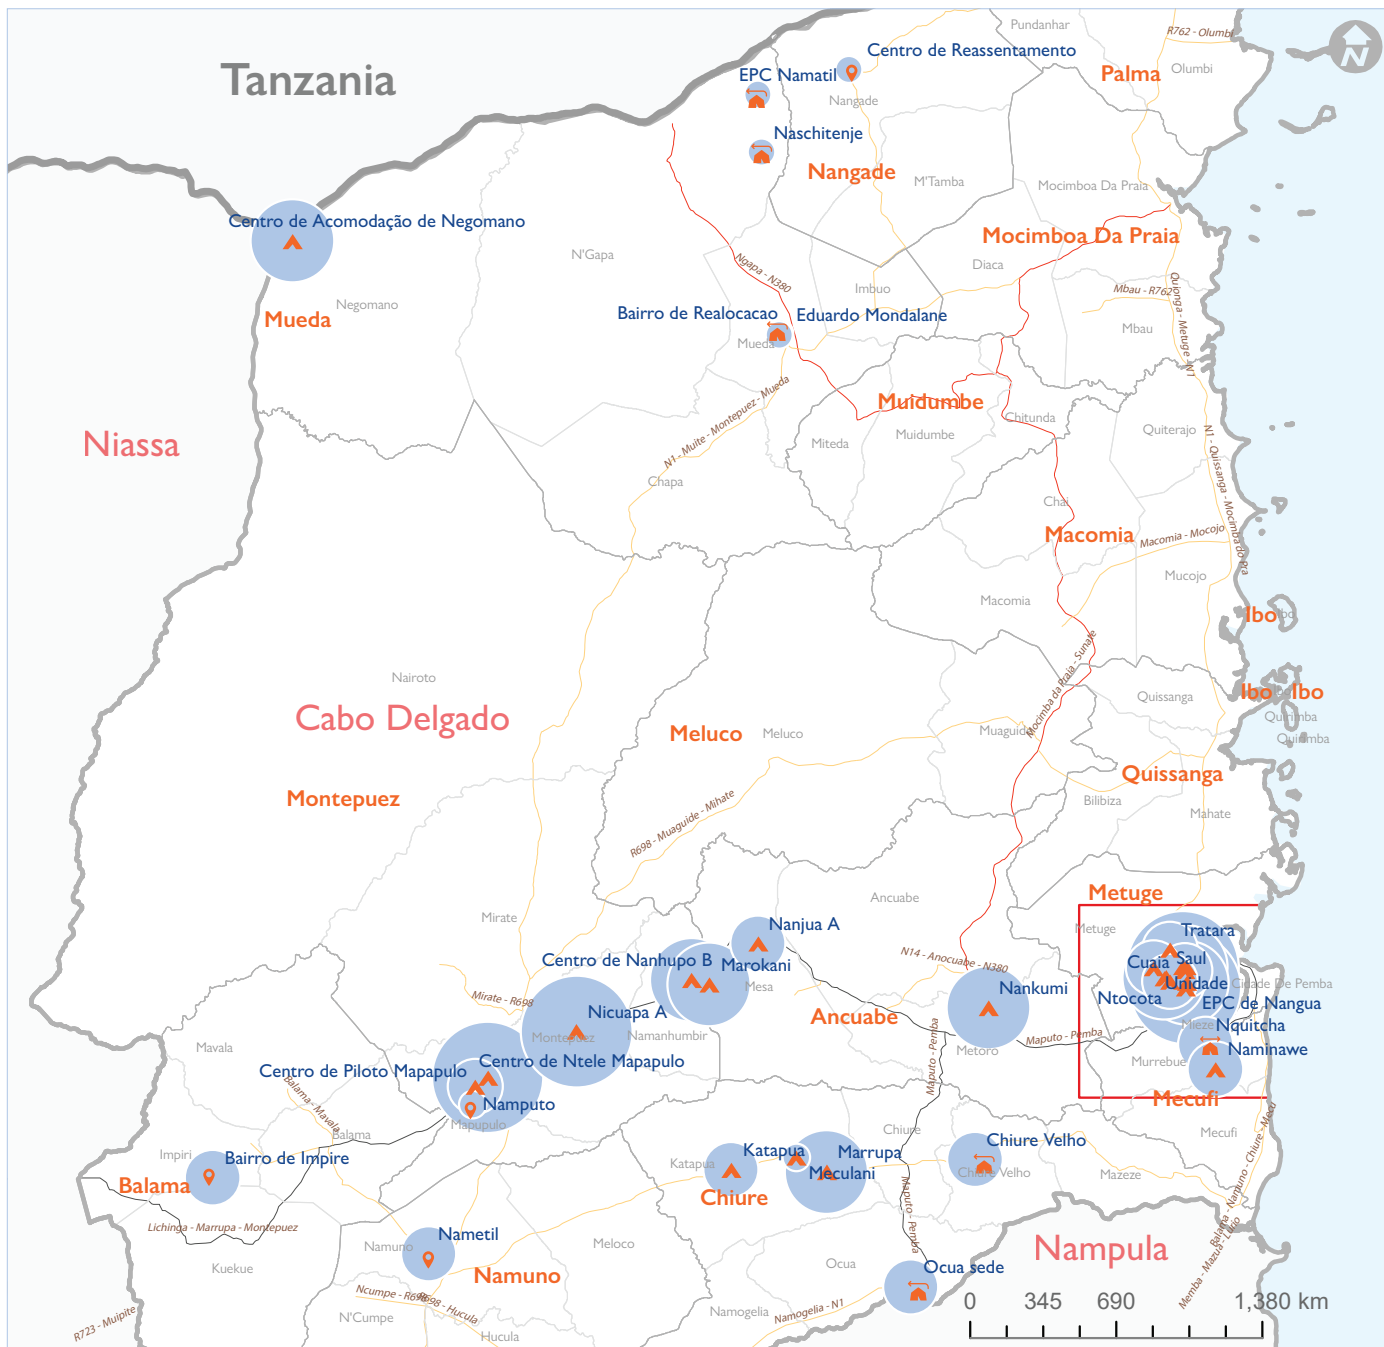 Pundanhar
R762 - Olumbi
Centro de Reassentamento
Tanzania
EPC Namatil
Palma
Olumbi
N
Nangade
Naschitenje
Nangade
M'Tamba
Mocimboa Da Praia
Centro de Acomodação de Negomano
Mocimboa Da Praia
N'Gapa
Ngapa - N380
Diaca
Imbuo
Mbau - R762
Quionga - Metuge - N1
Negomano
Mueda
Bairro de Realocacao
Eduardo Mondalane
Mbau
Mueda
N1 - Muite - Montepuez - Mueda
Muidumbe
Chitunda
Niassa
Miteda
Muidumbe
Quiterajo
Chapa
Chai
Macomia
Macomia - Mocojo
Mucojo
Macomia
Ibo
Ibo
Nairoto
Cabo Delgado
Mocimba da Praia - Sunate
Quissanga
Ibo
Ibo
Quirimba
Quirimba
Meluco
Meluco
Muaguide
Quissanga
Montepuez
Bilibiza
Mahate
R698 - Muaguide - Mihate
Ancuabe
Metuge
Mirate
Nanjua A
Metuge
Tratara
N14 - Anocuabe - N380
Centro de Nanhupo B
Marokani
Cuaia
Saul
Mesa
Unidade
Cidade De Pemba
Mirate - R698
Nankumi
Ntocota
EPC de Nangua
Nicuapa A
Ancuabe
Mieze
Nquitcha
Montepuez
Namanhumbir
Maputo - Pemba
Metoro
Naminawe
Mavala
Centro de Ntele Mapapulo
Murrebue
Centro de Piloto Mapapulo
Maputo - Pemba
Namputo
Mecufi
Balama - Mavala
Mapupulo
Balama
Chiure
Mecufi
Impiri
Bairro de Impire
Katapua
Katapua
Marrupa
Meculani
Chiure Velho
Chiure Velho
Mazeze
Balama
Chiure
Maputo - Pemba
Lichinga - Marrupa - Montepuez
Nametil
Namuno
Meloco
Nampula
Kuekue
Namuno
Ocua
Ocua sede
Ncumpe - R698
R698 - Hucula
N'Cumpe
Namogelia
Namogelia - N1
Hucula
R723 - Muipite
0 345 690 1,380 km